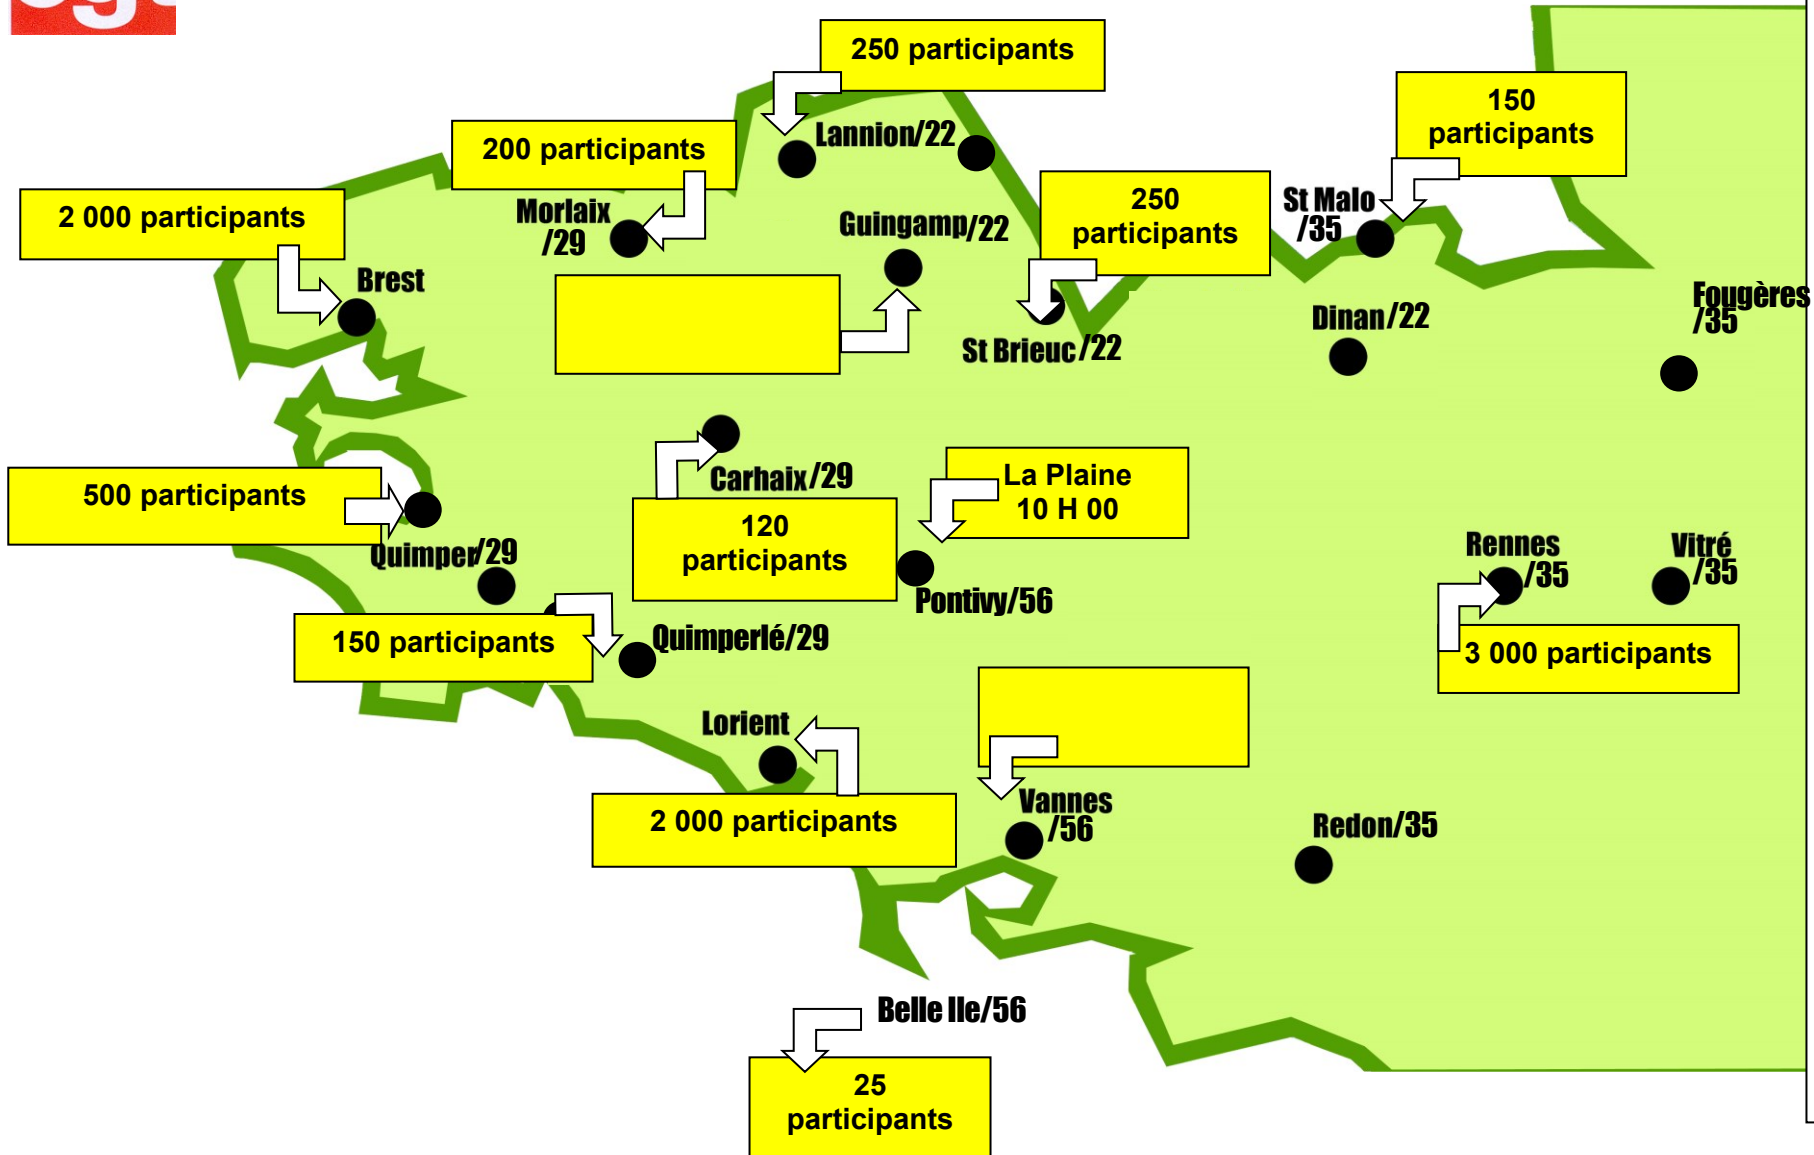 250 participants
150
participants
Lannion/22
200 participants
2 000 participants
Morlaix
/29
250
participants
St Malo
/35
Guingamp/22
Brest
Fougères
/35
Dinan/22
St Brieuc/22
500 participants
Carhaix/29
La Plaine
10 H 00
120
participants
Quimper/29
Rennes
/35
Vitré
/35
Pontivy/56
150 participants
Quimperlé/29
3 000 participants
Lorient
2 000 participants
Vannes
/56
Redon/35
Belle Ile/56
25
participants